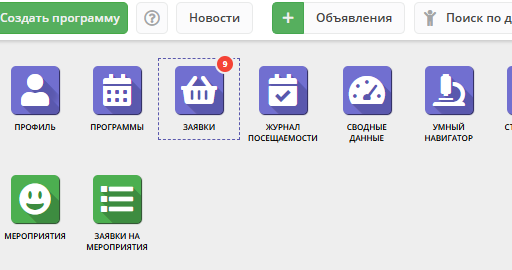 Создать программу
?
Новости
+
Объявления
Поиск по д
9
ПРОФИЛЬ
ПРОГРАММЫ
ЗАЯВКИ
ЖУРНАЛ
ПОСЕЩАЕМОСТИ
СВОДНЫЕ
ДАННЫЕ
УМНЫЙ
НАВИГАТОР
СТ
МЕРОПРИЯТИЯ
ЗАЯВКИ НА
МЕРОПРИЯТИЯ